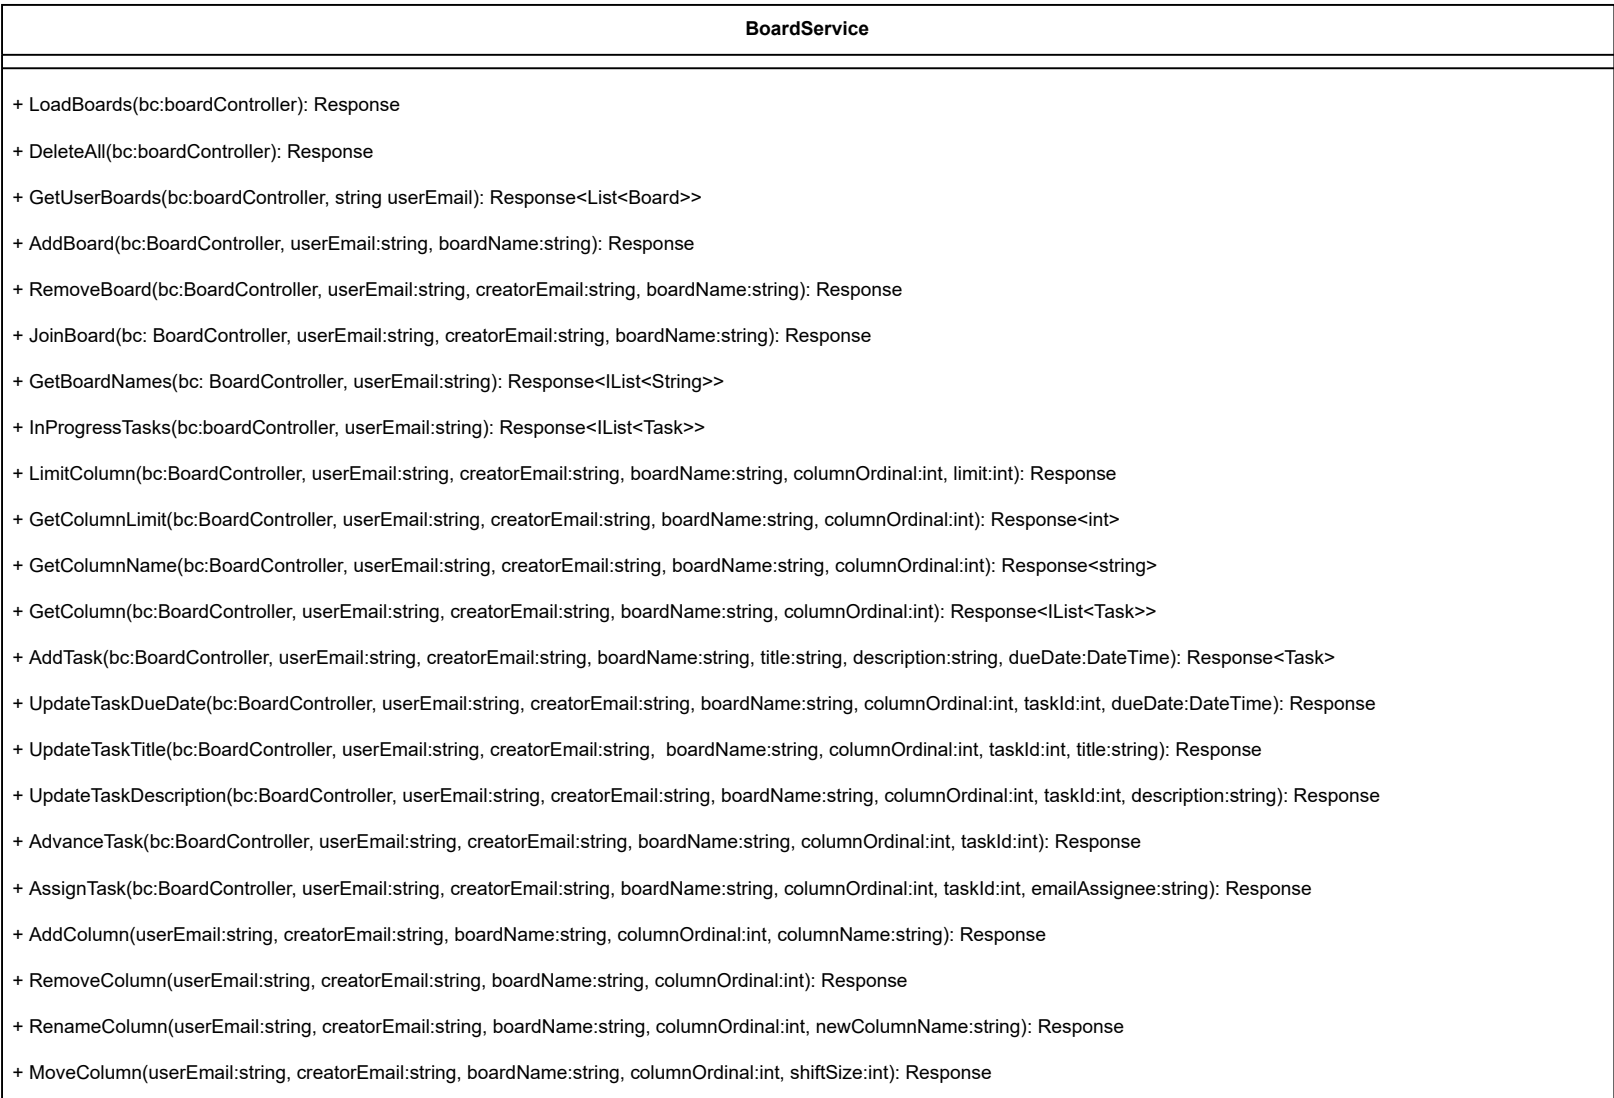 BoardService
+ LoadBoards(bc:boardController): Response
+ DeleteAll(bc:boardController): Response
+ GetUserBoards(bc:boardController, string userEmail): Response<List<Board>>
+ AddBoard(bc:BoardController, userEmail:string, boardName:string): Response
+ RemoveBoard(bc:BoardController, userEmail:string, creatorEmail:string, boardName:string): Response
+ JoinBoard(bc: BoardController, userEmail:string, creatorEmail:string, boardName:string): Response
+ GetBoardNames(bc: BoardController, userEmail:string): Response<IList<String>>
+ InProgressTasks(bc:boardController, userEmail:string): Response<IList<Task>>
+ LimitColumn(bc:BoardController, userEmail:string, creatorEmail:string, boardName:string, columnOrdinal:int, limit:int): Response
+ GetColumnLimit(bc:BoardController, userEmail:string, creatorEmail:string, boardName:string, columnOrdinal:int): Response<int>
+ GetColumnName(bc:BoardController, userEmail:string, creatorEmail:string, boardName:string, columnOrdinal:int): Response<string>
+ GetColumn(bc:BoardController, userEmail:string, creatorEmail:string, boardName:string, columnOrdinal:int): Response<IList<Task>>
+ AddTask(bc:BoardController, userEmail:string, creatorEmail:string, boardName:string, title:string, description:string, dueDate:DateTime): Response<Task>
+ UpdateTaskDueDate(bc:BoardController, userEmail:string, creatorEmail:string, boardName:string, columnOrdinal:int, taskId:int, dueDate:DateTime): Response
+ UpdateTaskTitle(bc:BoardController, userEmail:string, creatorEmail:string,  boardName:string, columnOrdinal:int, taskId:int, title:string): Response
+ UpdateTaskDescription(bc:BoardController, userEmail:string, creatorEmail:string, boardName:string, columnOrdinal:int, taskId:int, description:string): Response
+ AdvanceTask(bc:BoardController, userEmail:string, creatorEmail:string, boardName:string, columnOrdinal:int, taskId:int): Response
+ AssignTask(bc:BoardController, userEmail:string, creatorEmail:string, boardName:string, columnOrdinal:int, taskId:int, emailAssignee:string): Response
+ AddColumn(userEmail:string, creatorEmail:string, boardName:string, columnOrdinal:int, columnName:string): Response
+ RemoveColumn(userEmail:string, creatorEmail:string, boardName:string, columnOrdinal:int): Response
+ RenameColumn(userEmail:string, creatorEmail:string, boardName:string, columnOrdinal:int, newColumnName:string): Response
+ MoveColumn(userEmail:string, creatorEmail:string, boardName:string, columnOrdinal:int, shiftSize:int): Response